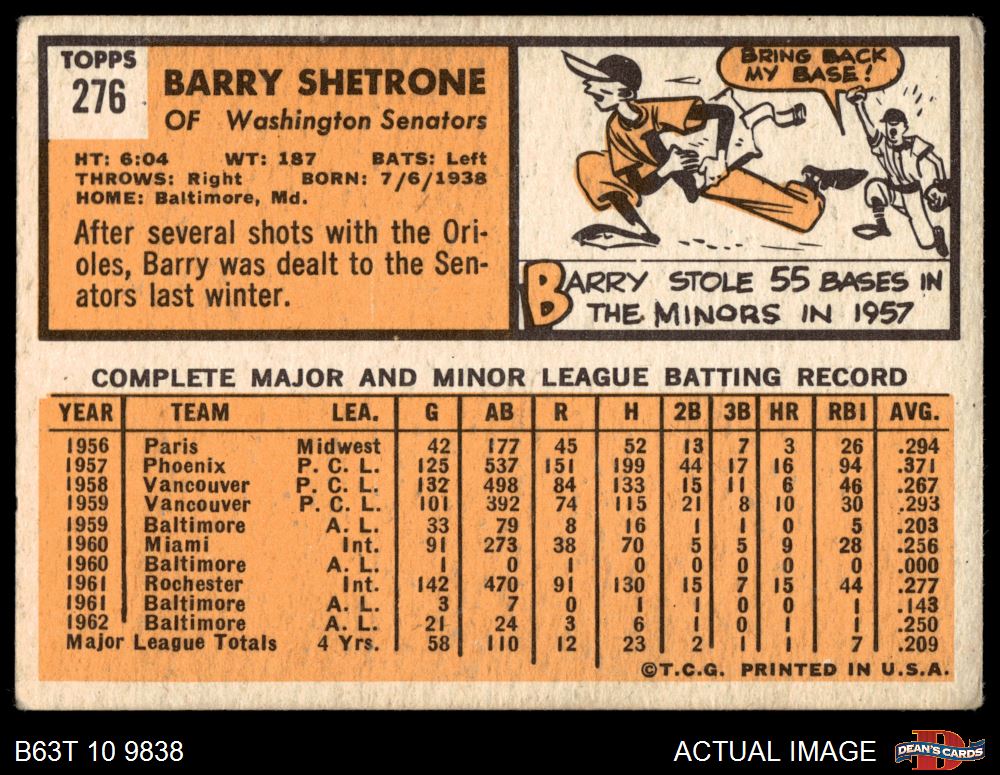 TOPPS
276
BARRY SHETRONE
OF Washington Senators
HT: 6:04 WT: 187 BATS: Left
THROWS: Right BORN: 7/6/1938
HOME: Baltimore, Md.
After several shots with the Ori-
oles, Barry was dealt to the Sen-
ators last winter.
BRING BACK
MY BASE!
BARRY STOLE 55 BASES IN
THE MINORS IN 1957
COMPLETE MAJOR AND MINOR LEAGUE BATTING RECORD
YEAR TEAM LEA. G AB R H 2B 3B HR RBI AVG.
1956 Paris Midwest 42 177 45 52 13 7 3 26 .294
1957 Phoenix P. C. L. 125 537 151 199 44 17 16 94 .371
1958 Vancouver P. C. L. 132 498 84 133 15 11 6 46 .267
1959 Vancouver P. C. L. 101 392 74 115 21 8 10 30 .293
1959 Baltimore A. L. 33 79 8 16 1 1 0 5 .203
1960 Miami Int. 91 273 38 70 5 5 9 28 .256
1960 Baltimore A. L. 1 0 1 0 0 0 0 0 .000
1961 Rochester Int. 142 470 91 130 15 7 15 44 .277
1961 Baltimore A. L. 3 7 0 1 1 0 0 1 .143
1962 Baltimore A. L. 21 24 3 6 0 0 1 1 .250
Major League Totals 4 Yrs. 58 110 12 23 2 1 1 7 .209
©T.C.G. PRINTED IN U.S.A.
B63T 10 9838
ACTUAL IMAGE
DEAN'S CARDS